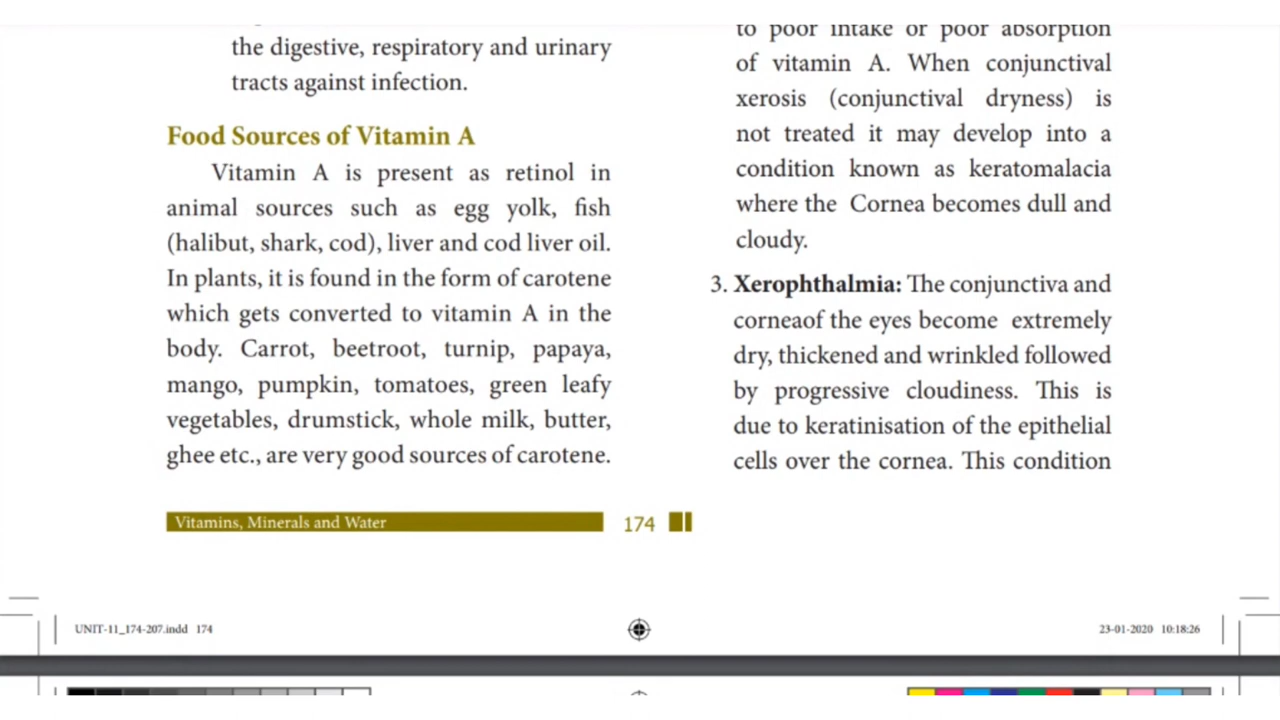 the digestive, respiratory and urinary
tracts against infection.
Food Sources of Vitamin A
Vitamin A is present as retinol in
animal sources such as egg yolk, fish
(halibut, shark, cod), liver and cod liver oil.
In plants, it is found in the form of carotene
which gets converted to vitamin A in the
body. Carrot, beetroot, turnip, papaya,
mango, pumpkin, tomatoes, green leafy
vegetables, drumstick, whole milk, butter,
ghee etc., are very good sources of carotene.
to poor intake or poor absorption
of vitamin A. When conjunctival
xerosis (conjunctival dryness) is
not treated it may develop into a
condition known as keratomalacia
where the Cornea becomes dull and
cloudy.
3. Xerophthalmia: The conjunctiva and
corneaof the eyes become extremely
dry, thickened and wrinkled followed
by progressive cloudiness. This is
due to keratinisation of the epithelial
cells over the cornea. This condition
Vitamins, Minerals and Water 174
UNIT-11_174-207.indd 174
23-01-2020 10:18:26